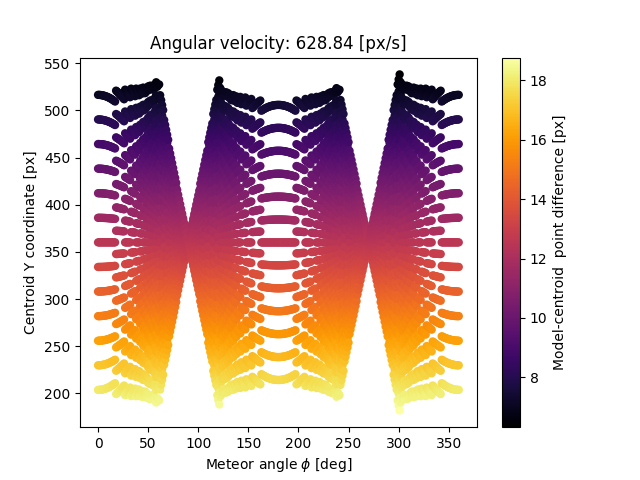 Angular velocity: 628.84 [px/s]
550
500
450
400
350
300
250
200
Centroid Y coordinate [px]
0 50 100 150 200 250 300 350
Meteor angle ϕ [deg]
18
16
14
12
10
8
Model-centroid  point difference [px]